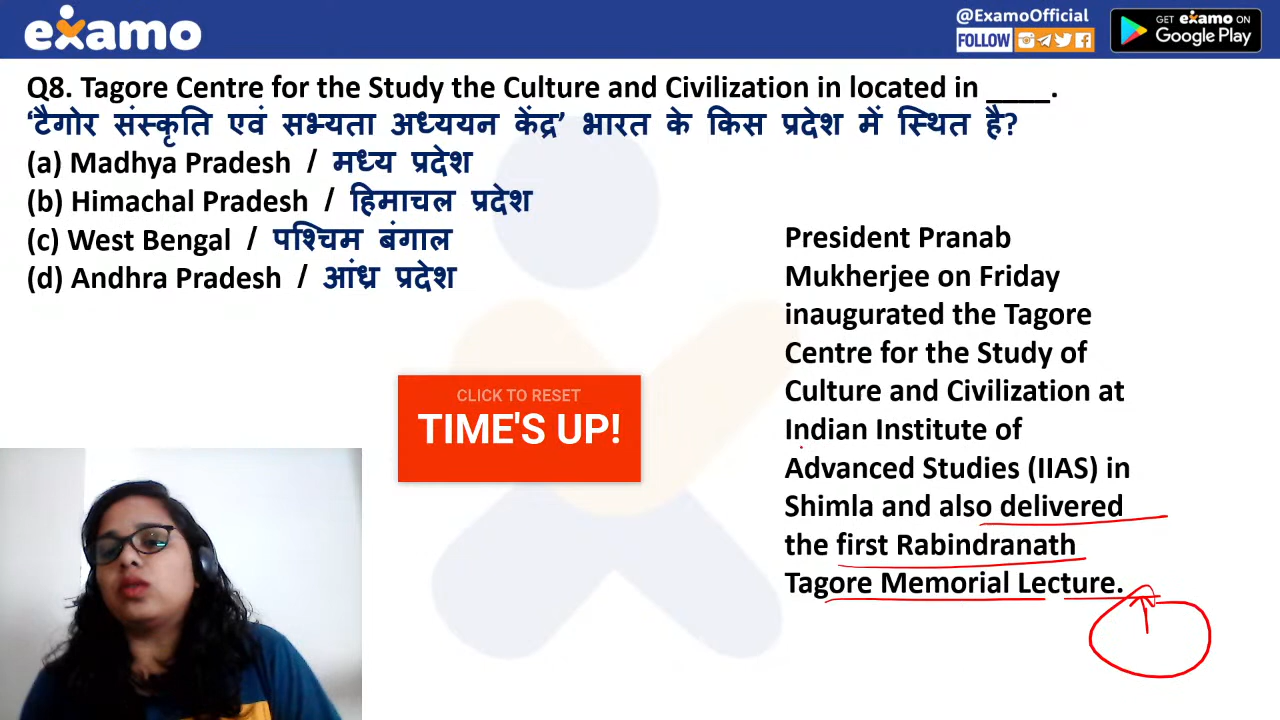 examo
@ExamoOfficial
FOLLOW
GET examo ON
Google Play
Q8. Tagore Centre for the Study the Culture and Civilization in located in ____.
‘टैगोर संस्कृति एवं सभ्यता अध्ययन केंद्र’ भारत के किस प्रदेश में स्थित है?
(a) Madhya Pradesh / मध्य प्रदेश
(b) Himachal Pradesh / हिमाचल प्रदेश
(c) West Bengal / पश्चिम बंगाल
(d) Andhra Pradesh / आंध्र प्रदेश
President Pranab
Mukherjee on Friday
inaugurated the Tagore
Centre for the Study of
Culture and Civilization at
Indian Institute of
Advanced Studies (IIAS) in
Shimla and also delivered
the first Rabindranath
Tagore Memorial Lecture.
CLICK TO RESET
TIME'S UP!